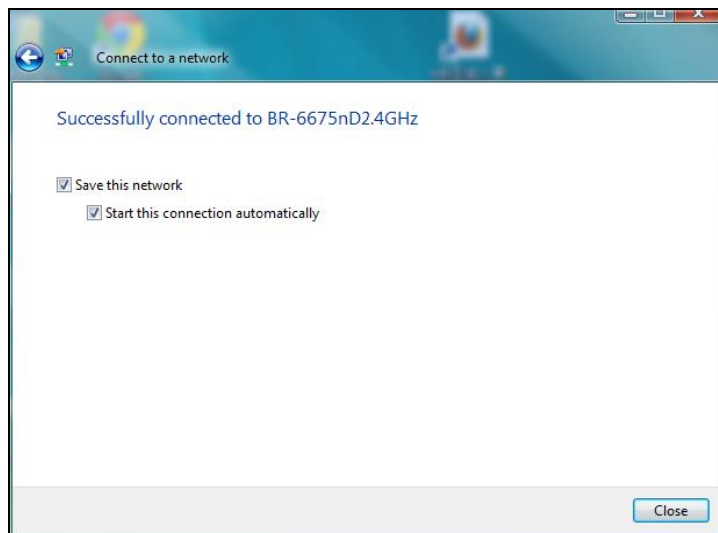 Connect to a network
Successfully connected to BR-6675nD2.4GHz
Save this network
Start this connection automatically
Close